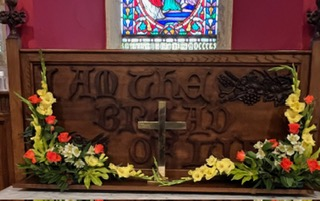 I AM THE
BREAD
OF